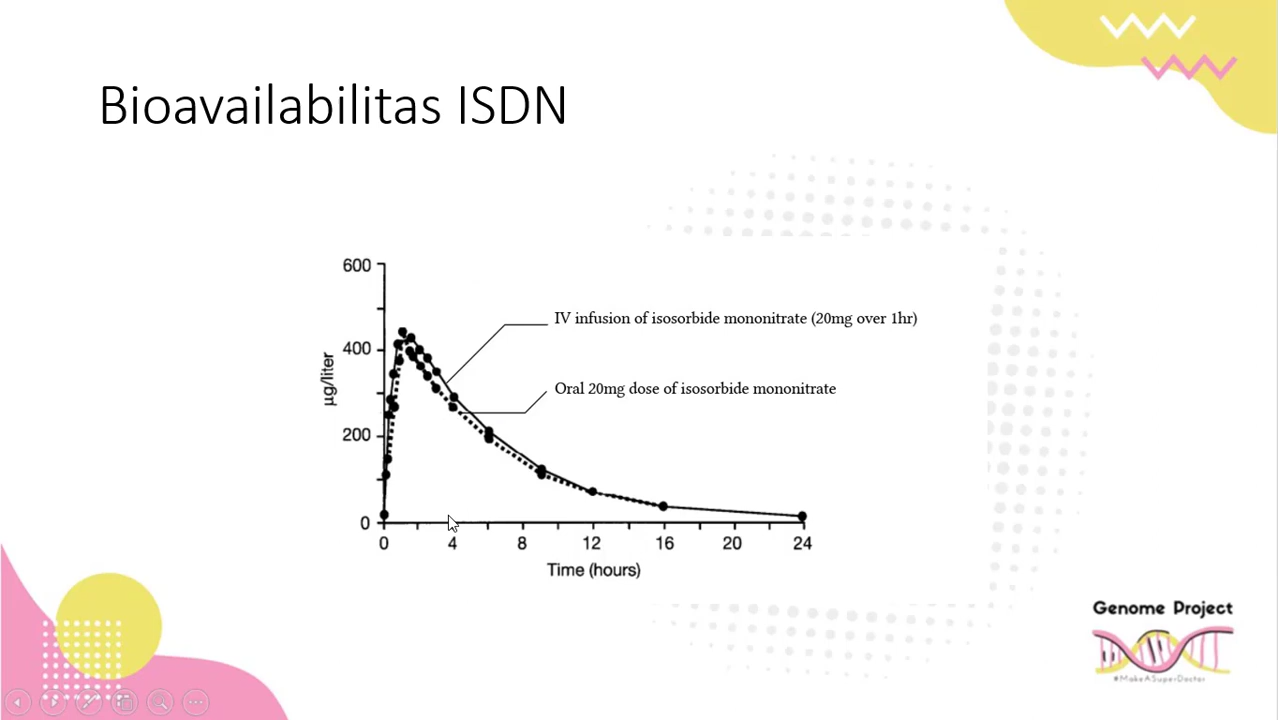 Bioavailabilitas ISDN
600
400
200
0
µg/liter
IV infusion of isosorbide mononitrate (20mg over 1hr)
Oral 20mg dose of isosorbide mononitrate
0 4 8 12 16 20 24
Time (hours)
Genome Project
#MakeASuperDoctor